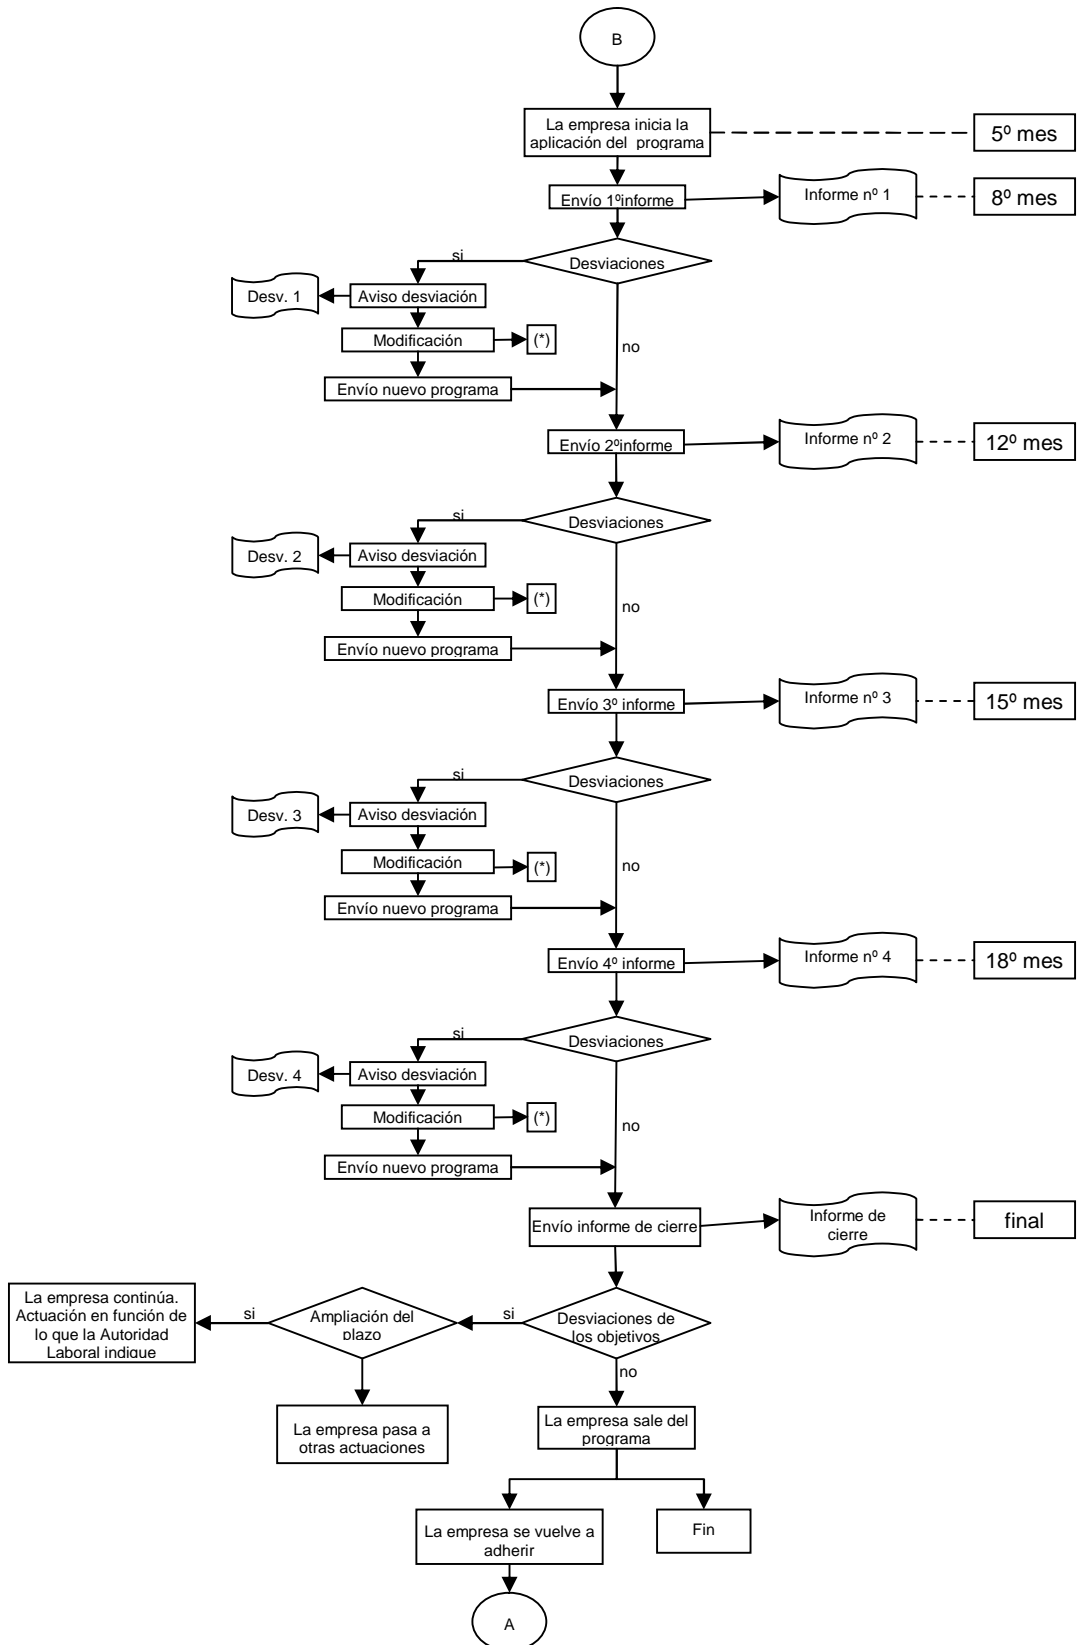 B
La empresa inicia la
aplicación del programa
5º mes
Envío 1ºinforme
Informe nº 1
8º mes
si
Desviaciones
Desv. 1
Aviso desviación
Modificación
(*)
no
Envío nuevo programa
Envío 2ºinforme
Informe nº 2
12º mes
si
Desviaciones
Desv. 2
Aviso desviación
Modificación
(*)
no
Envío nuevo programa
Envío 3º informe
Informe nº 3
15º mes
si
Desviaciones
Desv. 3
Aviso desviación
Modificación
(*)
no
Envío nuevo programa
Envío 4º informe
Informe nº 4
18º mes
si
Desviaciones
Desv. 4
Aviso desviación
Modificación
(*)
no
Envío nuevo programa
Envío informe de cierre
Informe de
cierre
final
La empresa continúa.
Actuación en función de
lo que la Autoridad
Laboral indique
si
Ampliación del
plazo
si
Desviaciones de
los objetivos
no
La empresa pasa a
otras actuaciones
La empresa sale del
programa
La empresa se vuelve a
adherir
Fin
A